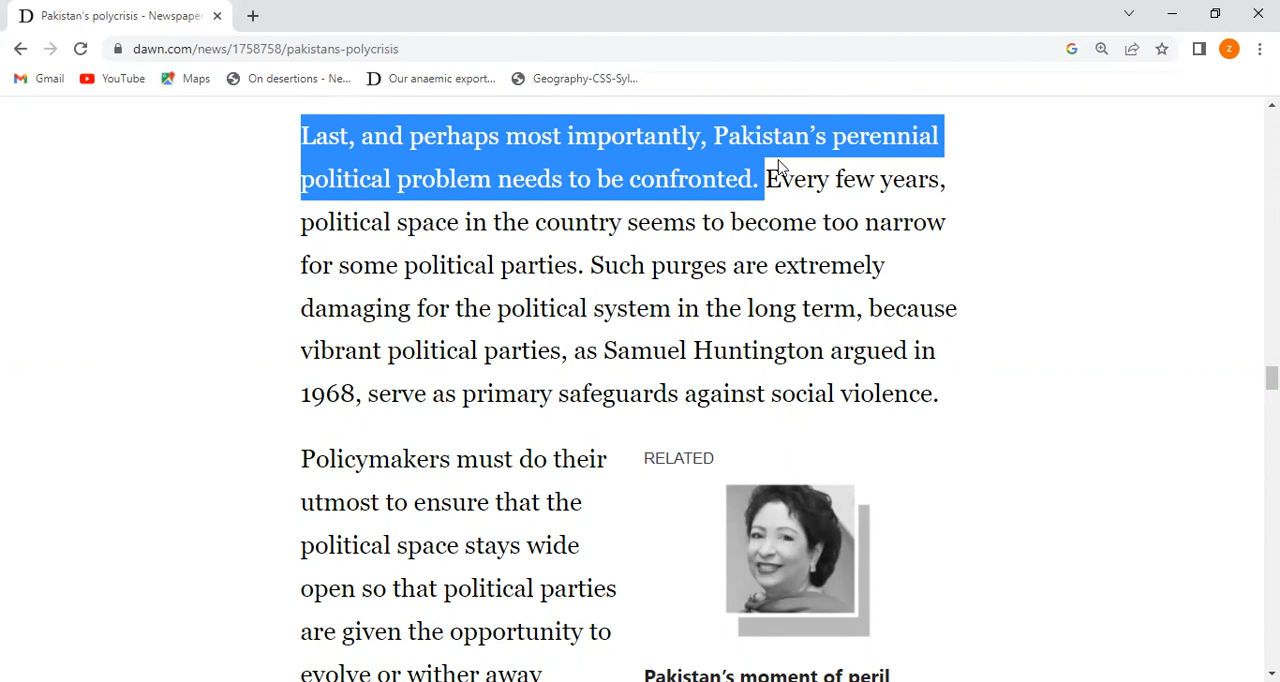 Pakistan's polycrisis - Newspape
dawn.com/news/1758758/pakistans-polycrisis
Gmail YouTube Maps On desertions - Ne... Our anaemic export... Geography-CSS-Syl...
Last, and perhaps most importantly, Pakistan’s perennial
political problem needs to be confronted. Every few years,
political space in the country seems to become too narrow
for some political parties. Such purges are extremely
damaging for the political system in the long term, because
vibrant political parties, as Samuel Huntington argued in
1968, serve as primary safeguards against social violence.
Policymakers must do their
utmost to ensure that the
political space stays wide
open so that political parties
are given the opportunity to
evolve or wither away
RELATED
Pakistan’s moment of peril